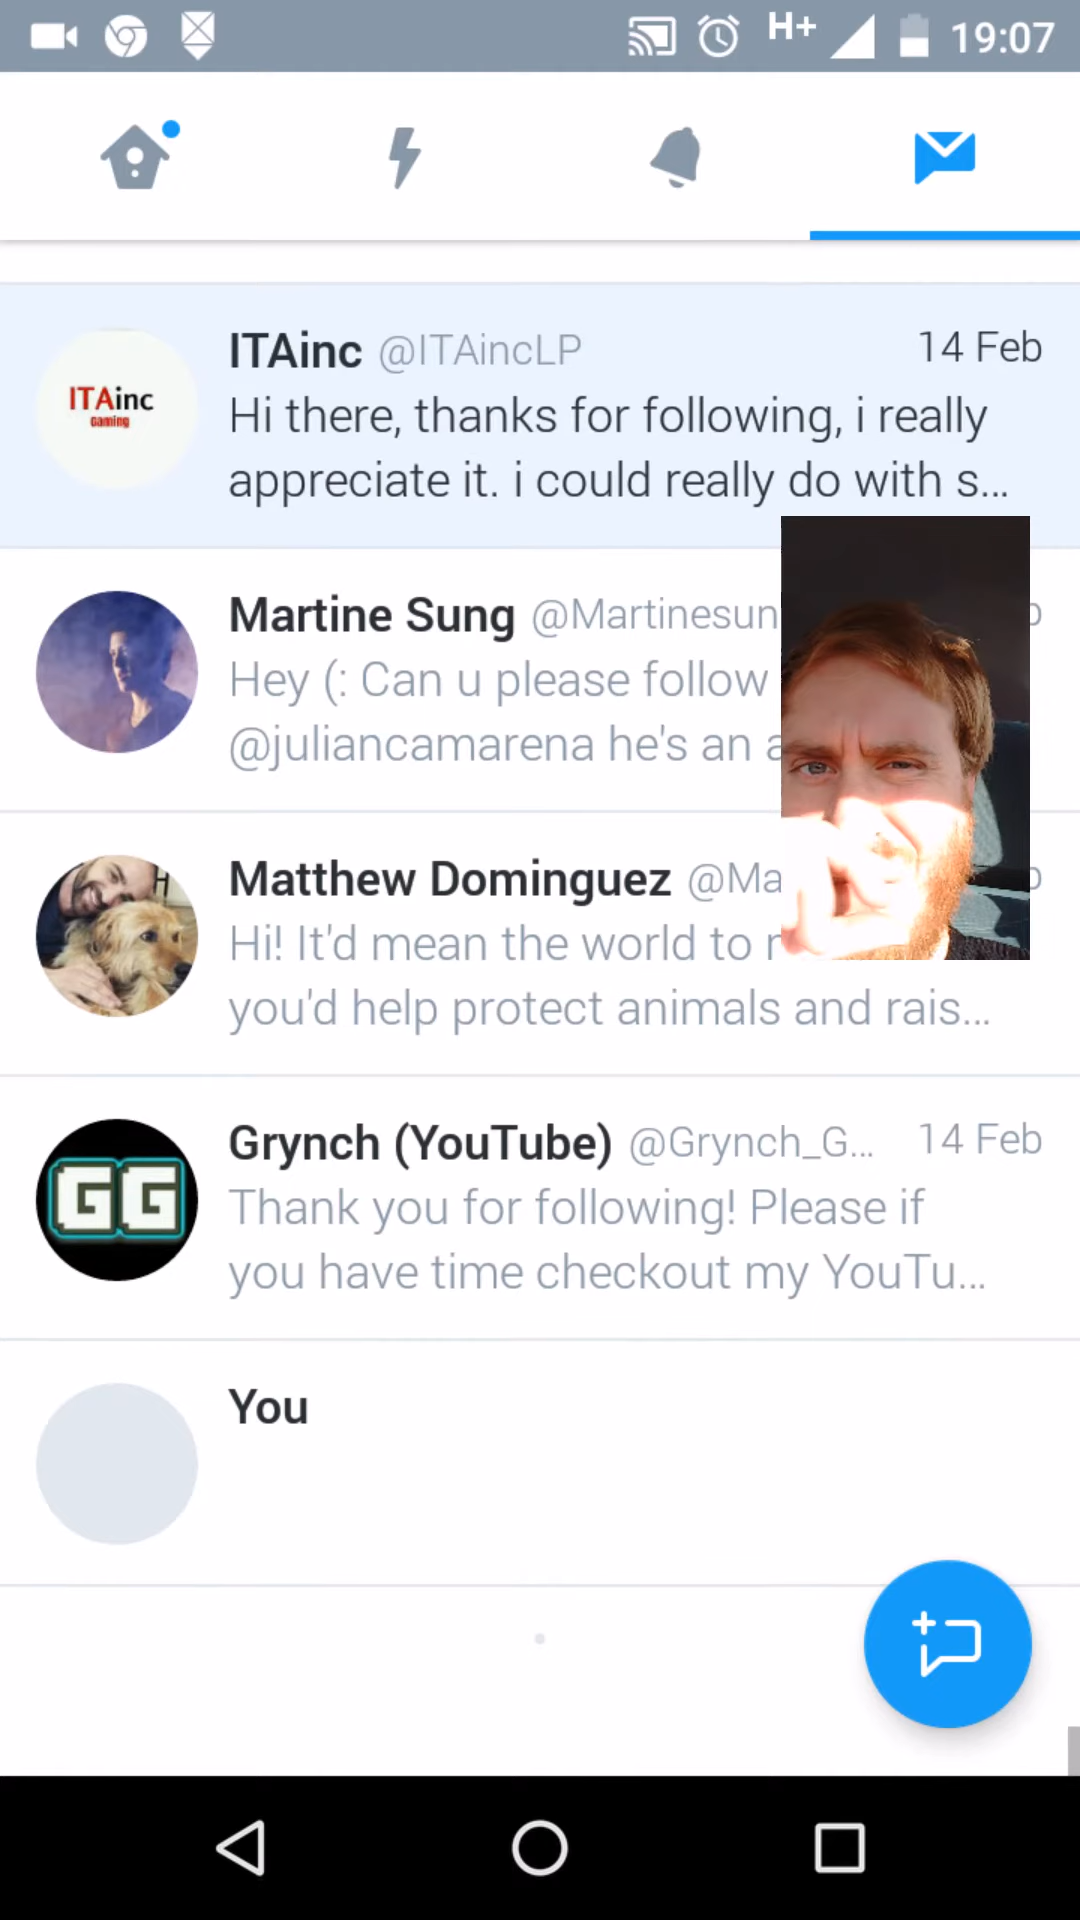 H+ 19:07
ITAinc @ITAincLP 14 Feb
ITAinc
Gaming
Hi there, thanks for following, i really
appreciate it. i could really do with s...
Martine Sung @Martinesun
Hey (: Can u please follow
@juliancamarena he's an
Matthew Dominguez @Ma
Hi! It'd mean the world to
you'd help protect animals and rais...
Grynch (YouTube) @Grynch_G... 14 Feb
GG
Thank you for following! Please if
you have time checkout my YouTu...
You